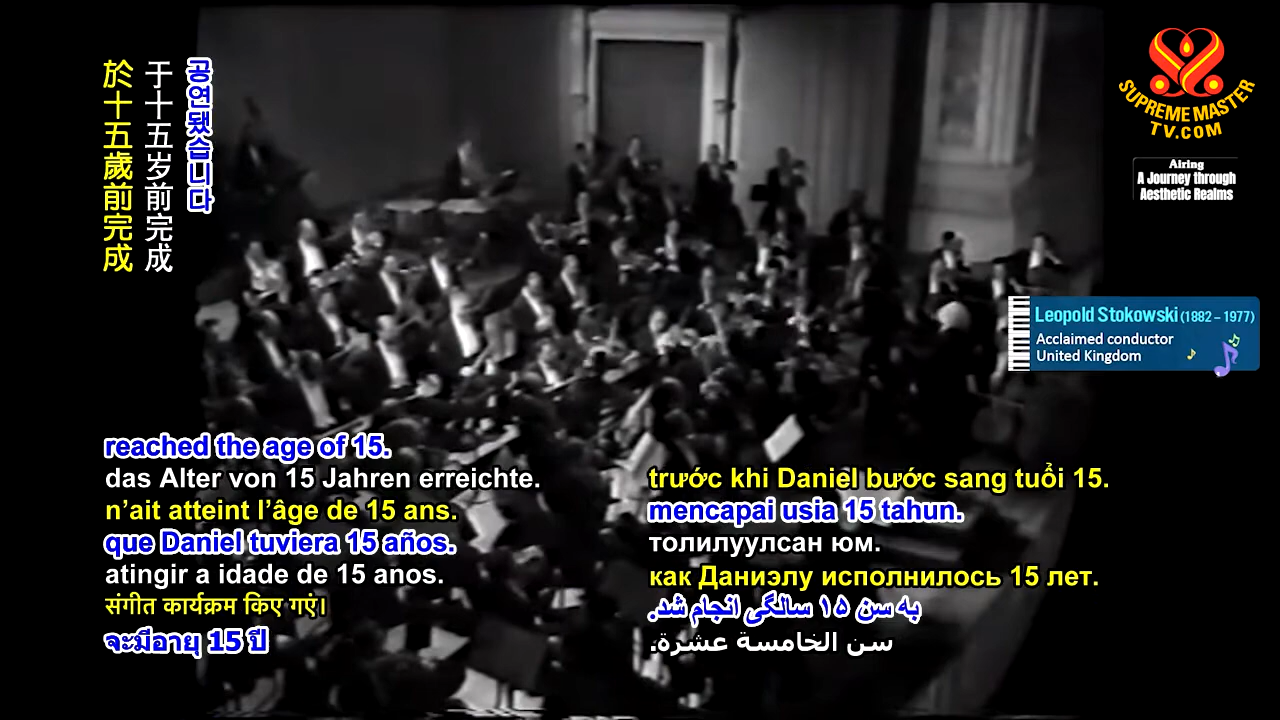 공연됐습니다
于十五岁前完成
於十五歲前完成
SUPREME MASTER
TV.COM
Airing
A Journey through
Aesthetic Realms
Leopold Stokowski (1882 – 1977)
Acclaimed conductor
United Kingdom
reached the age of 15.
das Alter von 15 Jahren erreichte.
n’ait atteint l’âge de 15 ans.
que Daniel tuviera 15 años.
atingir a idade de 15 anos.
संगीत कार्यक्रम किए गएं।
จะมีอายุ 15 ปี
trước khi Daniel bước sang tuổi 15.
mencapai usia 15 tahun.
толилуулсан юм.
как Даниэлу исполнилось 15 лет.
به سن ۱۵ سالگی انجام شد.
سن الخامسة عشرة.